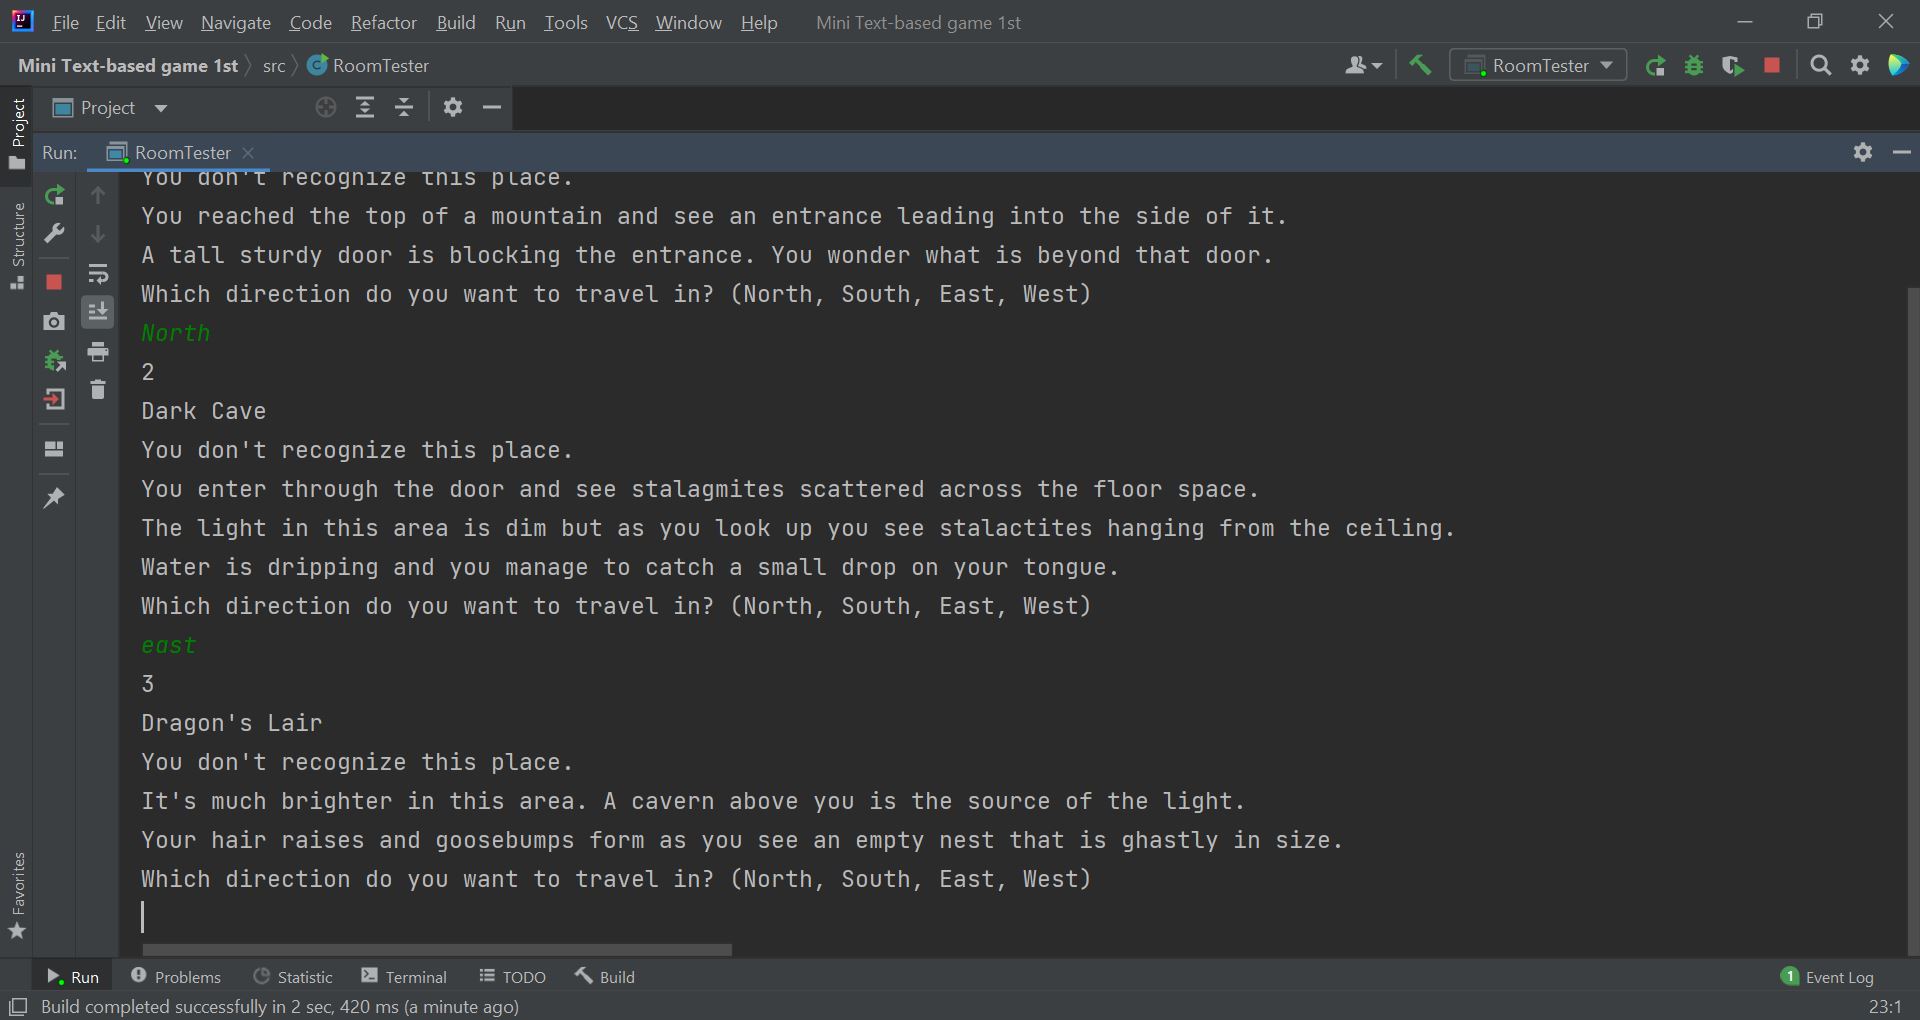 File Edit View Navigate Code Refactor Build Run Tools VCS Window Help Mini Text-based game 1st
Mini Text-based game 1st src RoomTester RoomTester
Project
Project
Run: RoomTester
Structure
You don't recognize this place.
You reached the top of a mountain and see an entrance leading into the side of it.
A tall sturdy door is blocking the entrance. You wonder what is beyond that door.
Which direction do you want to travel in? (North, South, East, West)
North
2
Dark Cave
You don't recognize this place.
You enter through the door and see stalagmites scattered across the floor space.
The light in this area is dim but as you look up you see stalactites hanging from the ceiling.
Water is dripping and you manage to catch a small drop on your tongue.
Which direction do you want to travel in? (North, South, East, West)
east
3
Dragon's Lair
You don't recognize this place.
It's much brighter in this area. A cavern above you is the source of the light.
Your hair raises and goosebumps form as you see an empty nest that is ghastly in size.
Which direction do you want to travel in? (North, South, East, West)
Favorites
Run Problems Statistic Terminal TODO Build 1 Event Log
Build completed successfully in 2 sec, 420 ms (a minute ago) 23:1